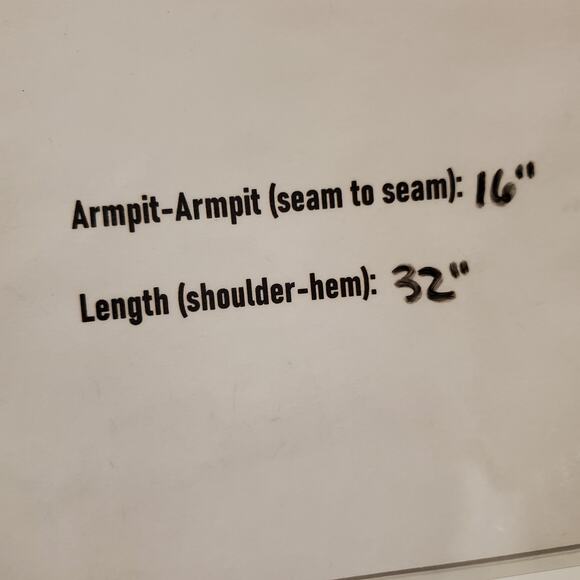 Armpit-Armpit (seam to seam): 16"
Length (shoulder-hem): 32"